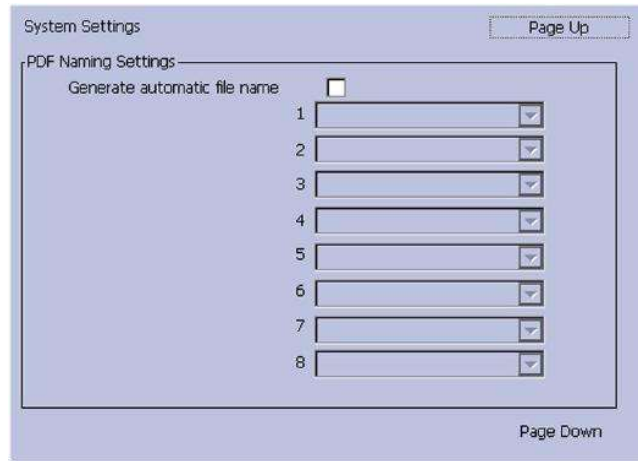 System Settings
Page Up
PDF Naming Settings
Generate automatic file name
1
2
3
4
5
6
7
8
Page Down